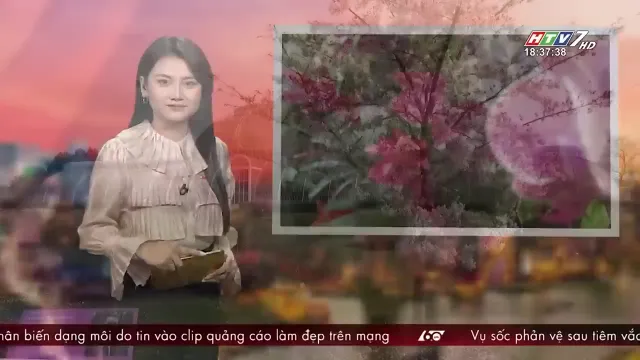 HTV7 HD
18:37:38
hân biến dạng môi do tin vào clip quảng cáo làm đẹp trên mạng 60 Vụ sốc phản vệ sau tiêm vắc